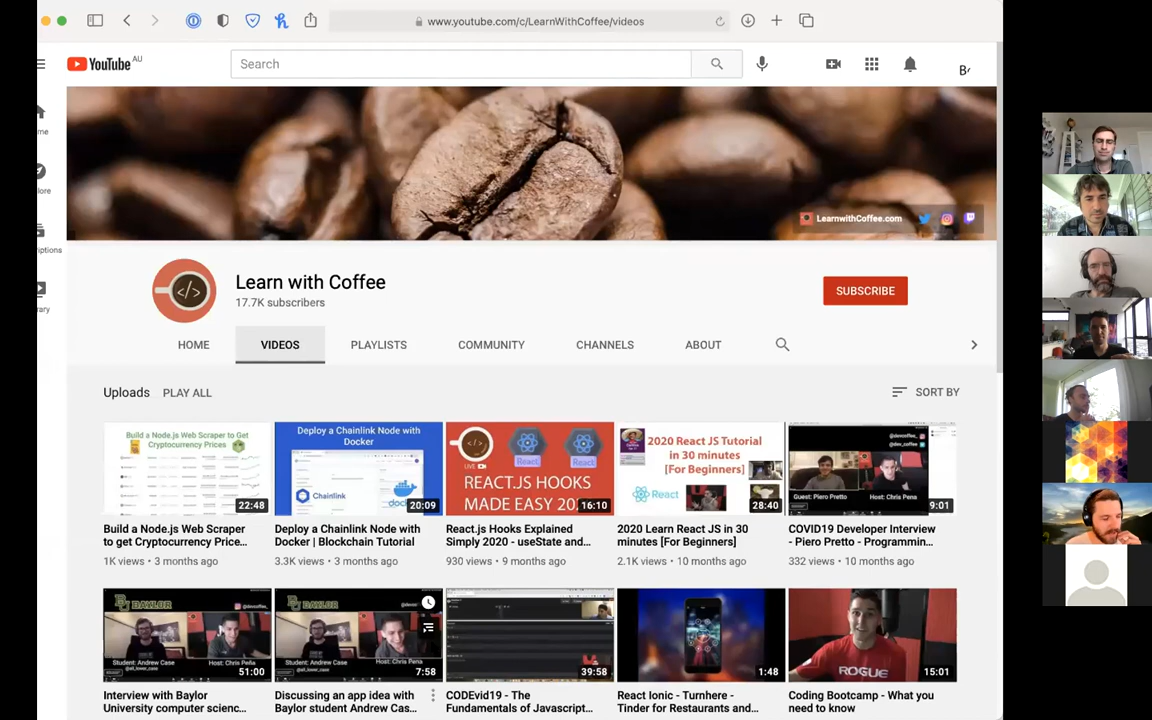 www.youtube.com/c/LearnWithCoffee/videos
YouTube AU
Search
LearnwithCoffee.com
Learn with Coffee
17.7K subscribers
SUBSCRIBE
HOME
VIDEOS
PLAYLISTS
COMMUNITY
CHANNELS
ABOUT
Uploads
PLAY ALL
SORT BY
Build a Node.js Web Scraper to Get
Cryptocurrency Prices
22:48
Deploy a Chainlink Node with
Docker
Chainlink
docker
20:09
React
React
LIVE
REACT.JS HOOKS
MADE EASY
16:10
2020 React JS Tutorial
in 30 minutes
[For Beginners]
React
28:40
@devcoffee_
@dev_coffee
Guest: Piero Pretto
Host: Chris Pena
9:01
Build a Node.js Web Scraper
to get Cryptocurrency Price...
1K views • 3 months ago
Deploy a Chainlink Node with
Docker | Blockchain Tutorial
3.3K views • 3 months ago
React.js Hooks Explained
Simply 2020 - useState and...
930 views • 9 months ago
2020 Learn React JS in 30
minutes [For Beginners]
2.1K views • 10 months ago
COVID19 Developer Interview
- Piero Pretto - Programmin...
332 views • 10 months ago
BAYLOR
@devcoffee_
Student: Andrew Case
Host: Chris Peña
51:00
BAYLOR
Student: Andrew Case
Host: Chris Peña
7:58
39:58
1:48
ROGUE
15:01
Interview with Baylor
University computer scienc...
Discussing an app idea with
Baylor student Andrew Cas...
CODEvid19 - The
Fundamentals of Javascript...
React Ionic - Turnhere -
Tinder for Restaurants and...
Coding Bootcamp - What you
need to know